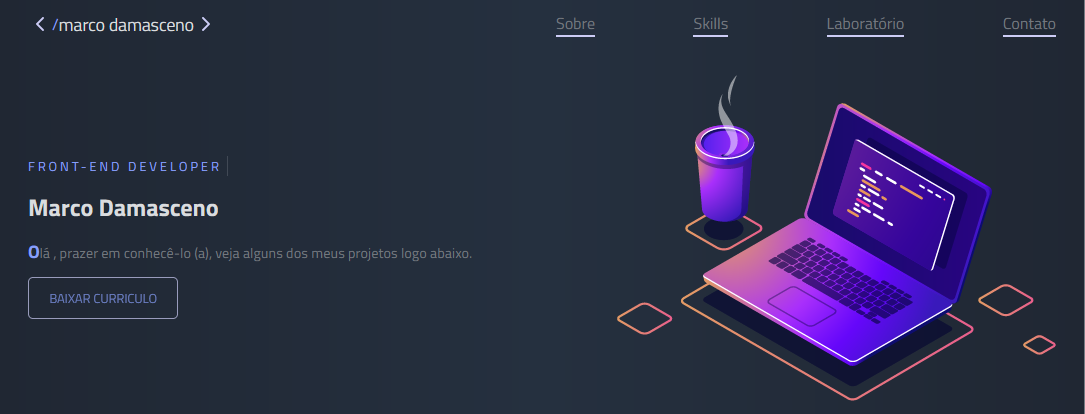 /marco damasceno
Sobre
Skills
Laboratório
Contato
FRONT-END DEVELOPER
Marco Damasceno
Olá , prazer em conhecê-lo (a), veja alguns dos meus projetos logo abaixo.
BAIXAR CURRICULO